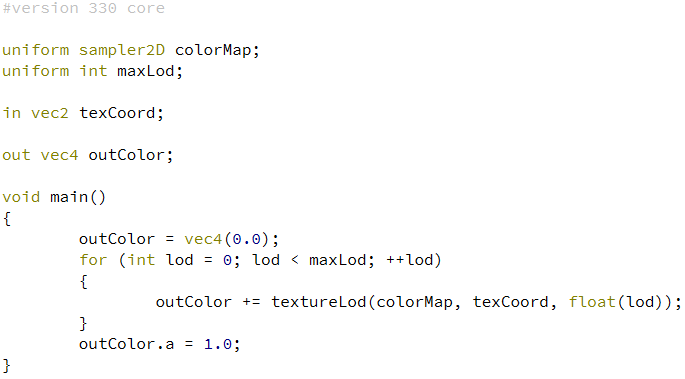 #version 330 core
uniform sampler2D colorMap;
uniform int maxLod;
in vec2 texCoord;
out vec4 outColor;
void main()
{
outColor = vec4(0.0);
for (int lod = 0; lod < maxLod; ++lod)
{
outColor += textureLod(colorMap, texCoord, float(lod));
}
outColor.a = 1.0;
}